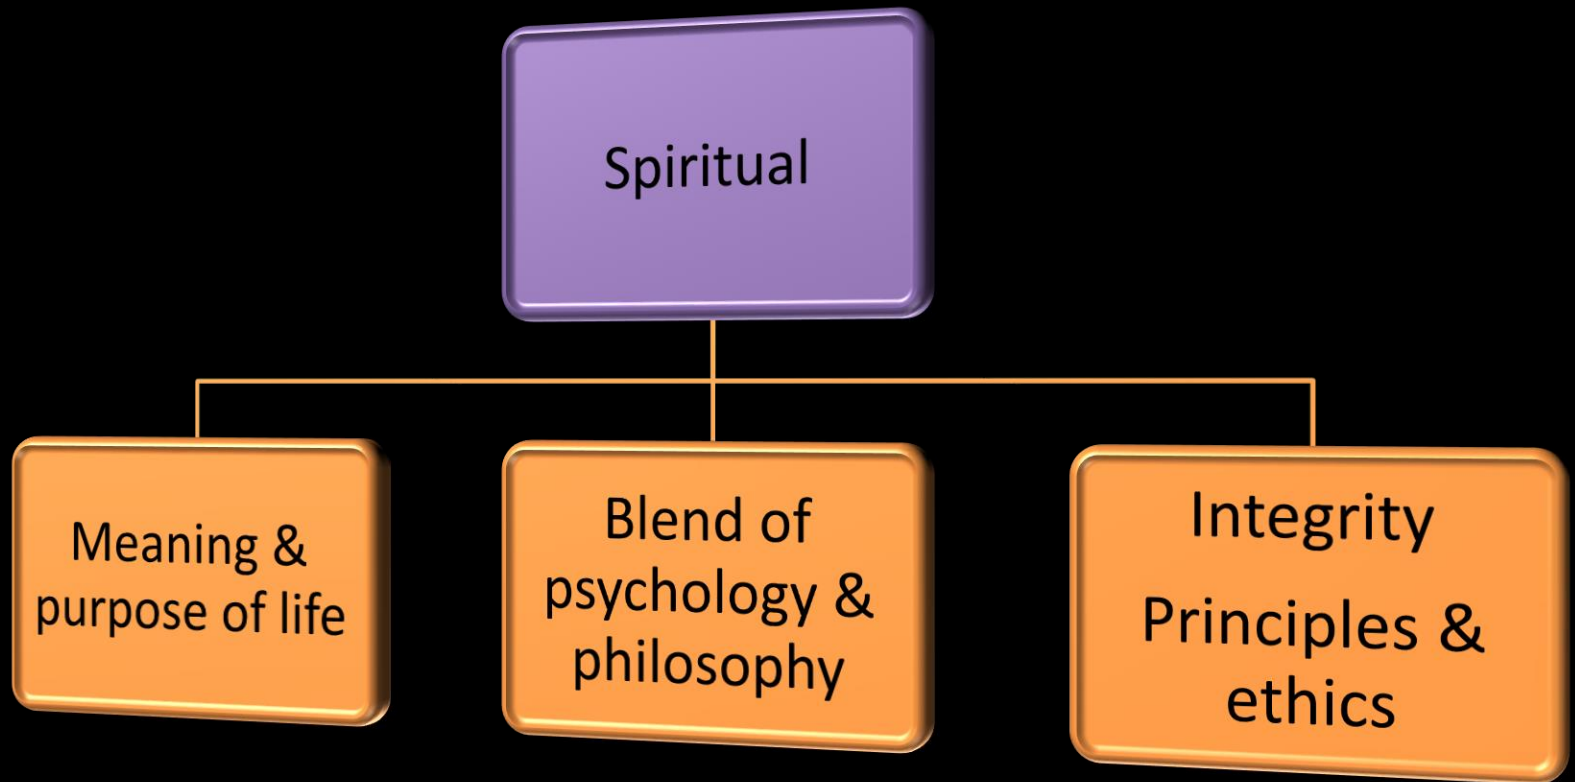 Spiritual
Meaning &
purpose of life
Blend of
psychology &
philosophy
Integrity
Principles &
ethics